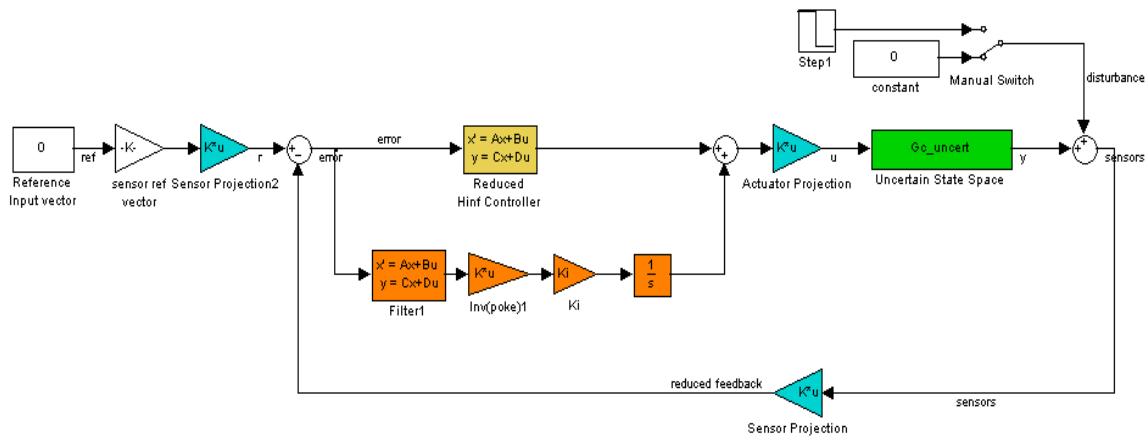 Step1
0
constant
Manual Switch
disturbance
0
ref
Reference
Input vector
-K-
sensor ref
vector
K*u
Sensor Projection2
r
error
error
x' = Ax+Bu
y = Cx+Du
Reduced
Hinf Controller
K*u
Actuator Projection
u
Gc_uncert
Uncertain State Space
y
sensors
x' = Ax+Bu
y = Cx+Du
Filter1
K*u
Inv(poke)1
Ki
Ki
1
s
reduced feedback
K*u
Sensor Projection
sensors